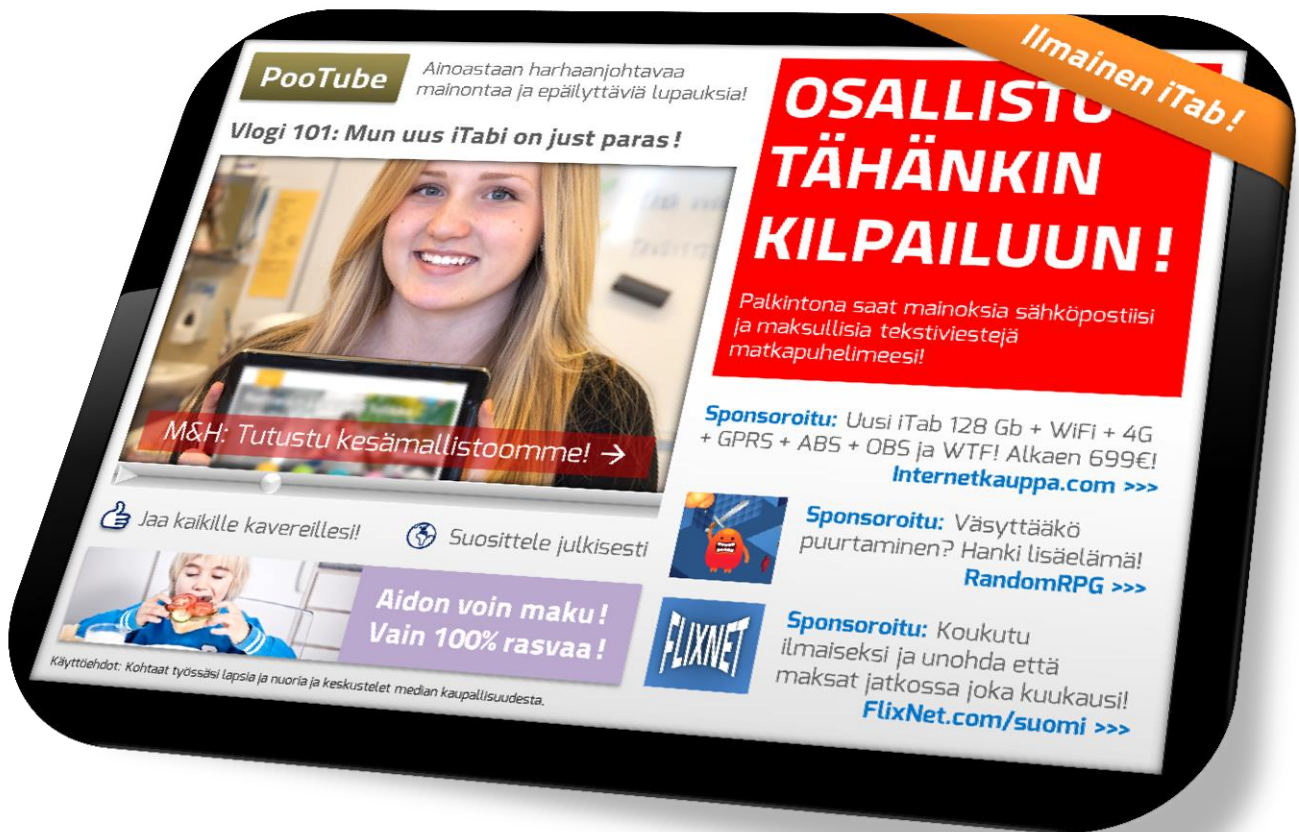 Ilmainen iTab!
PooTube
Ainoastaan harhaanjohtavaa
mainontaa ja epäilyttäviä lupauksia!
Vlogi 101: Mun uus iTabi on just paras!
M&H: Tutustu kesämallistoomme! →
Jaa kaikille kavereillesi!
Suosittele julkisesti
Aidon voin maku!
Vain 100% rasvaa!
Käyttöehdot: Kohtaat työssäsi lapsia ja nuoria ja keskustelet median kaupallisuudesta.
OSALLISTU
TÄHÄNKIN
KILPAILUUN!
Palkintona saat mainoksia sähköpostiisi
ja maksullisia tekstiviestejä
matkapuhelimeesi!
Sponsoroitu: Uusi iTab 128 Gb + WiFi + 4G
+ GPRS + ABS + OBS ja WTF! Alkaen 699€!
Internetkauppa.com >>>
Sponsoroitu: Väsyttääkö
puurtaminen? Hanki lisäelämä!
RandomRPG >>>
FLIXNET
Sponsoroitu: Koukutu
ilmaiseksi ja unohda että
maksat jatkossa joka kuukausi!
FlixNet.com/suomi >>>